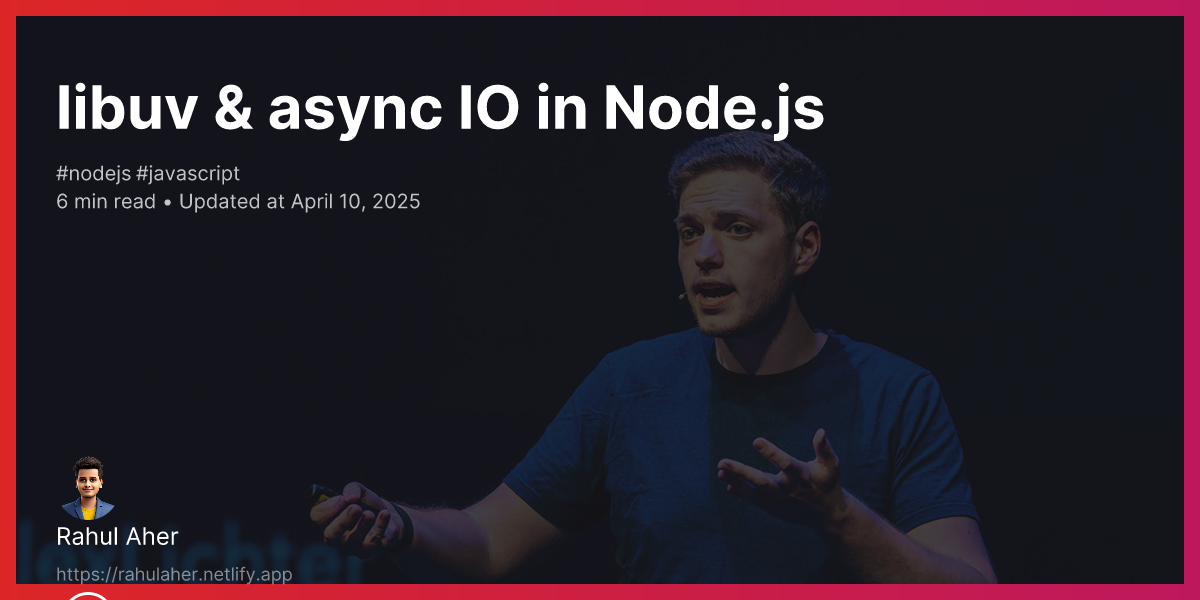 libuv & async IO in Node.js
#nodejs #javascript
6 min read • Updated at April 10, 2025
Rahul Aher
https://rahulaher.netlify.app